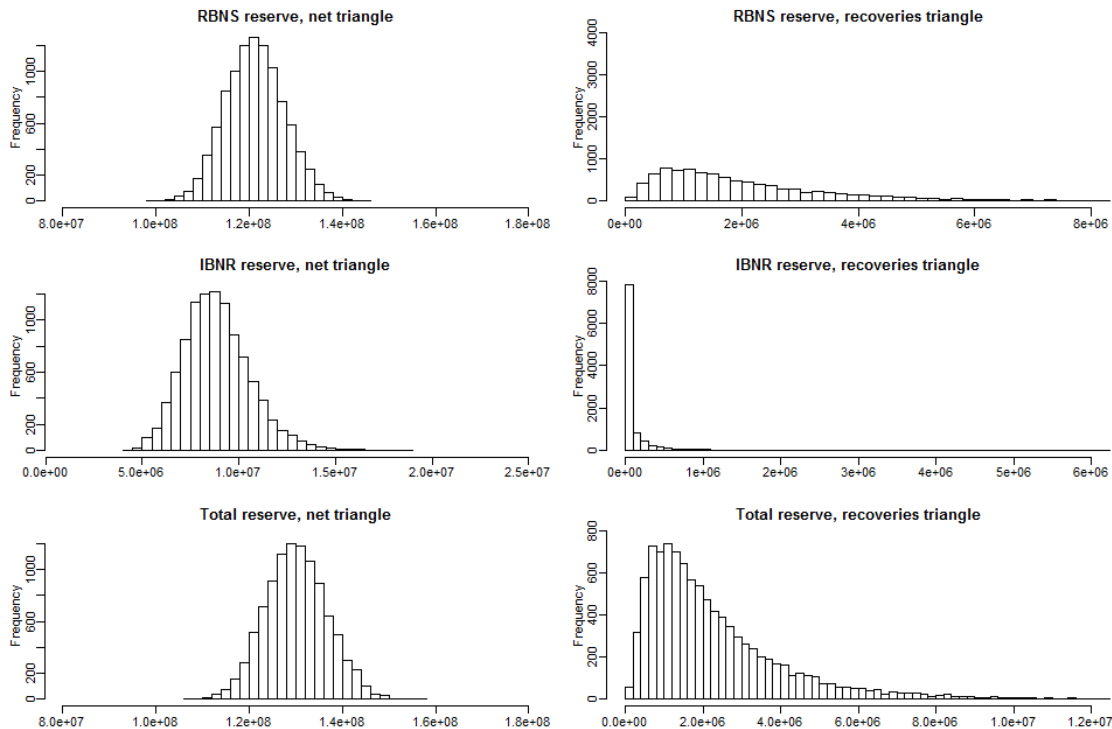 RBNS reserve, net triangle
Frequency
200 600 1000
8.0e+07 1.0e+08 1.2e+08 1.4e+08 1.6e+08 1.8e+08
RBNS reserve, recoveries triangle
Frequency
0 1000 2000 3000 4000
0e+00 2e+06 4e+06 6e+06 8e+06
IBNR reserve, net triangle
Frequency
0 200 600 1000
0.0e+00 5.0e+06 1.0e+07 1.5e+07 2.0e+07 2.5e+07
IBNR reserve, recoveries triangle
Frequency
0 2000 4000 6000 8000
0e+00 1e+06 2e+06 3e+06 4e+06 5e+06 6e+06
Total reserve, net triangle
Frequency
0 200 600 1000
8.0e+07 1.0e+08 1.2e+08 1.4e+08 1.6e+08 1.8e+08
Total reserve, recoveries triangle
Frequency
0 200 400 600 800
0.0e+00 2.0e+06 4.0e+06 6.0e+06 8.0e+06 1.0e+07 1.2e+07